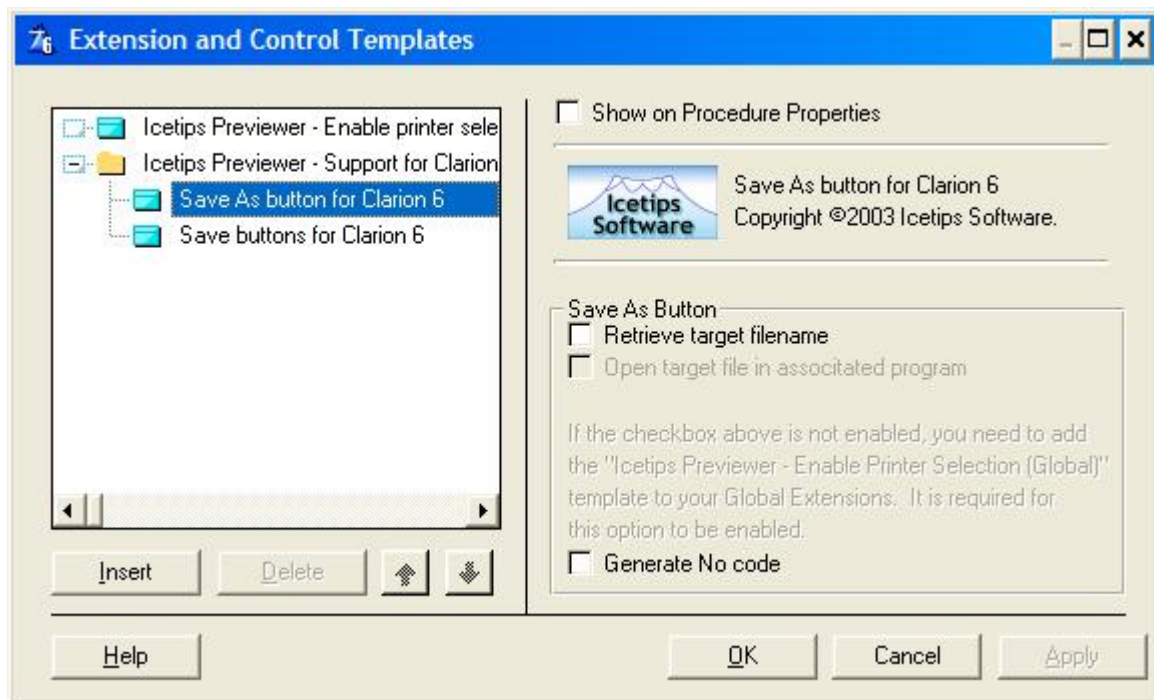 Extension and Control Templates
Icetips Previewer - Enable printer sele
Icetips Previewer - Support for Clarion
Save As button for Clarion 6
Save buttons for Clarion 6
Insert
Delete
Help
Show on Procedure Properties
Icetips
Software
Save As button for Clarion 6
Copyright ©2003 Icetips Software.
Save As Button
Retrieve target filename
Open target file in associtated program
If the checkbox above is not enabled, you need to add
the "Icetips Previewer - Enable Printer Selection (Global)"
template to your Global Extensions.  It is required for
this option to be enabled.
Generate No code
OK
Cancel
Apply